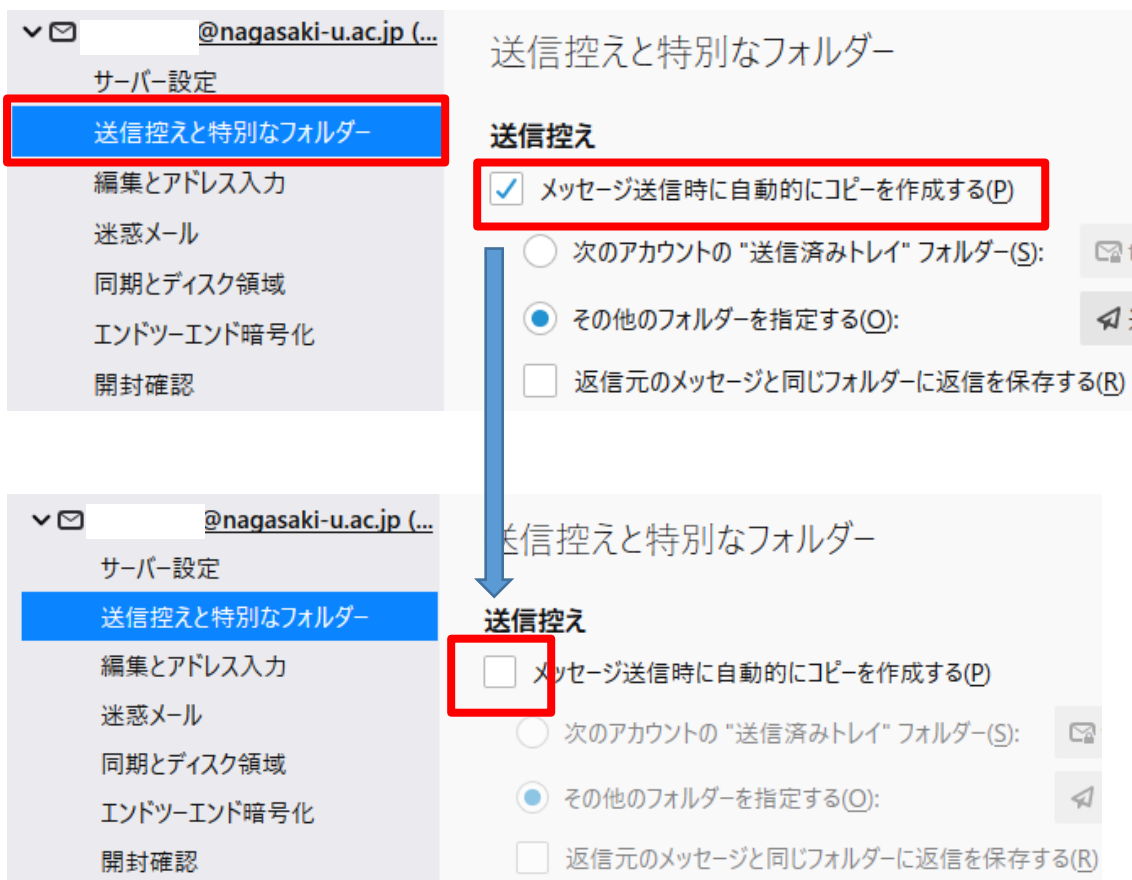 @nagasaki-u.ac.jp (...
サーバー設定
送信控えと特別なフォルダー
編集とアドレス入力
迷惑メール
同期とディスク領域
エンドツーエンド暗号化
開封確認
送信控えと特別なフォルダー
送信控え
メッセージ送信時に自動的にコピーを作成する(P)
次のアカウントの "送信済みトレイ" フォルダー(S):
その他のフォルダーを指定する(O):
返信元のメッセージと同じフォルダーに返信を保存する(R)
@nagasaki-u.ac.jp (...
サーバー設定
送信控えと特別なフォルダー
編集とアドレス入力
迷惑メール
同期とディスク領域
エンドツーエンド暗号化
開封確認
送信控えと特別なフォルダー
送信控え
メッセージ送信時に自動的にコピーを作成する(P)
次のアカウントの "送信済みトレイ" フォルダー(S):
その他のフォルダーを指定する(O):
返信元のメッセージと同じフォルダーに返信を保存する(R)